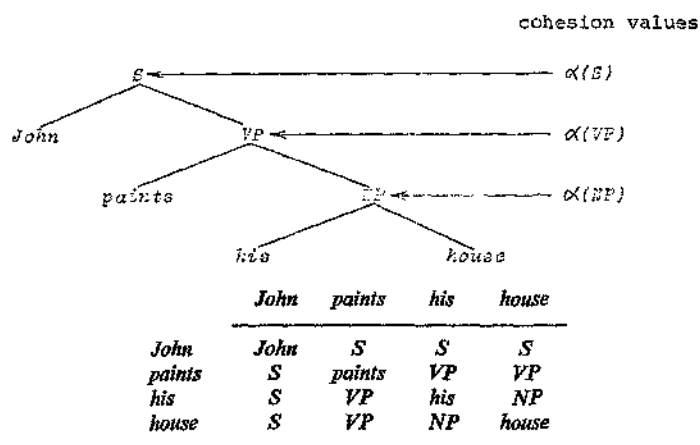 cohesion values
S α(S)
John VP α(VP)
paints NP α(NP)
his house
John paints his house
John John S S S
paints S paints VP VP
his S VP his NP
house S VP NP house